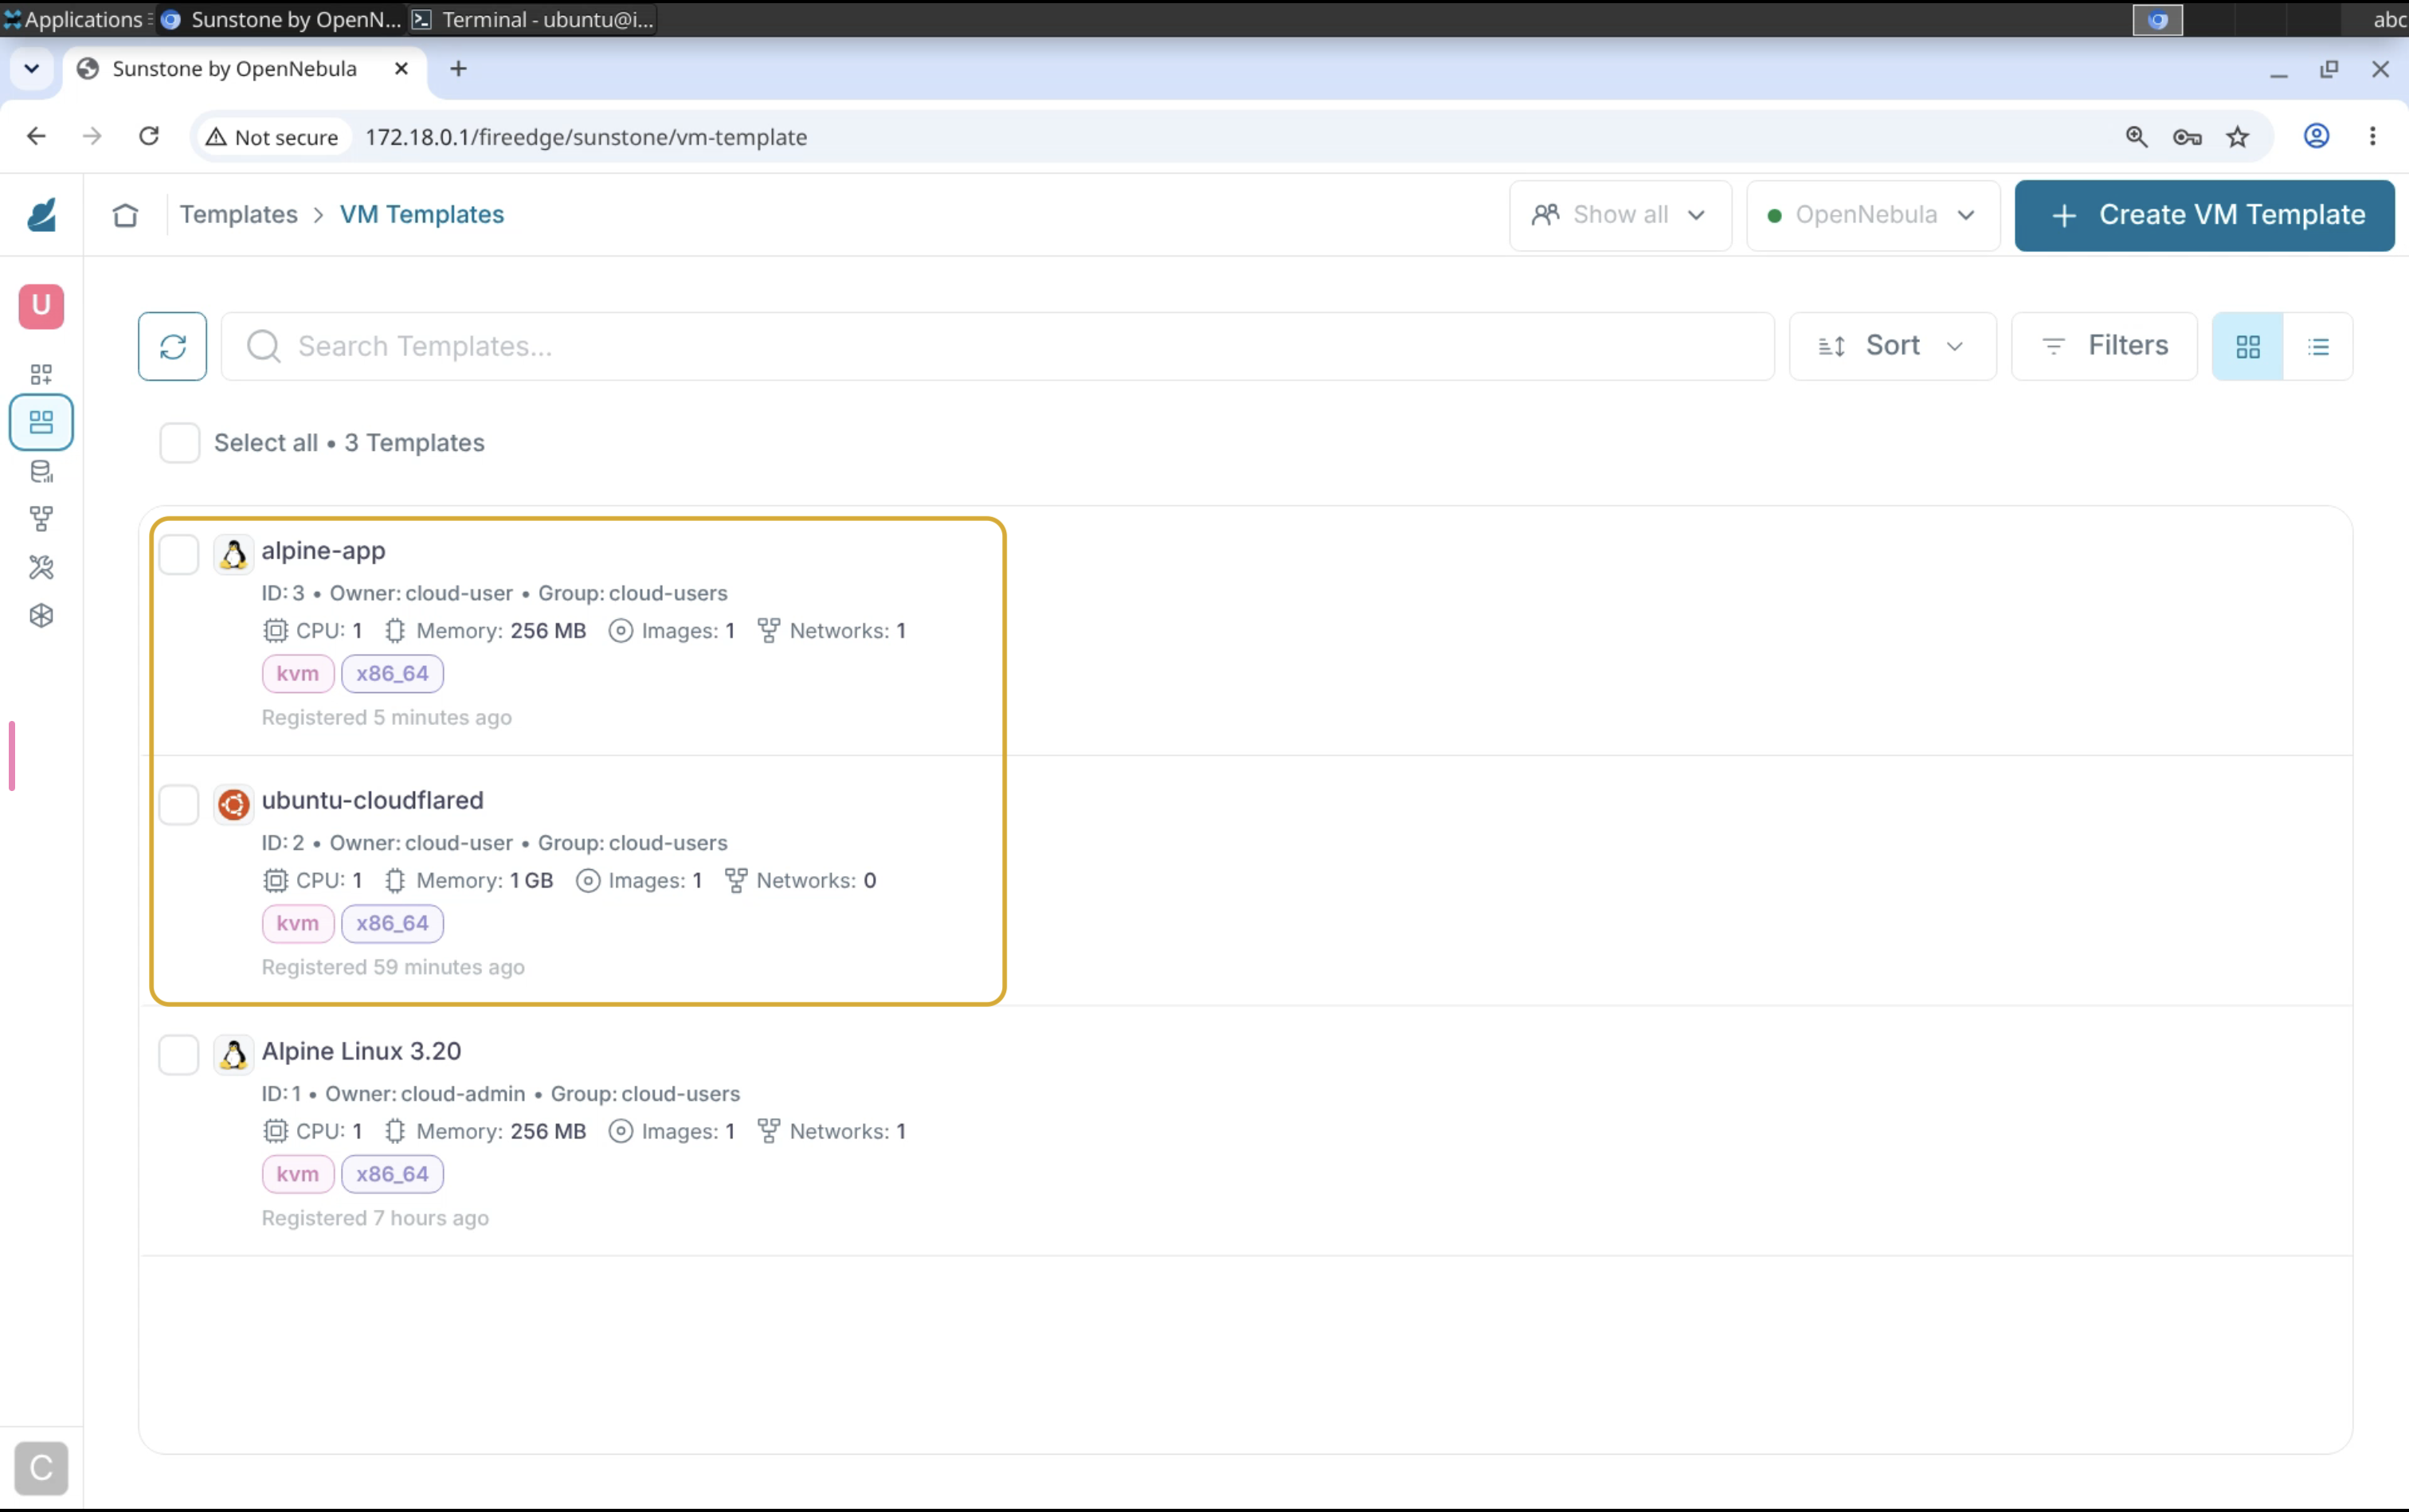 Applications Sunstone by OpenN... Terminal - ubuntu@i... abc
Sunstone by OpenNebula
Not secure 172.18.0.1/fireedge/sunstone/vm-template
Templates > VM Templates Show all OpenNebula + Create VM Template
U
Search Templates... Sort Filters
Select all • 3 Templates
alpine-app
ID: 3 • Owner: cloud-user • Group: cloud-users
CPU: 1 Memory: 256 MB Images: 1 Networks: 1
kvm x86_64
Registered 5 minutes ago
ubuntu-cloudflared
ID: 2 • Owner: cloud-user • Group: cloud-users
CPU: 1 Memory: 1 GB Images: 1 Networks: 0
kvm x86_64
Registered 59 minutes ago
Alpine Linux 3.20
ID: 1 • Owner: cloud-admin • Group: cloud-users
CPU: 1 Memory: 256 MB Images: 1 Networks: 1
kvm x86_64
Registered 7 hours ago
C